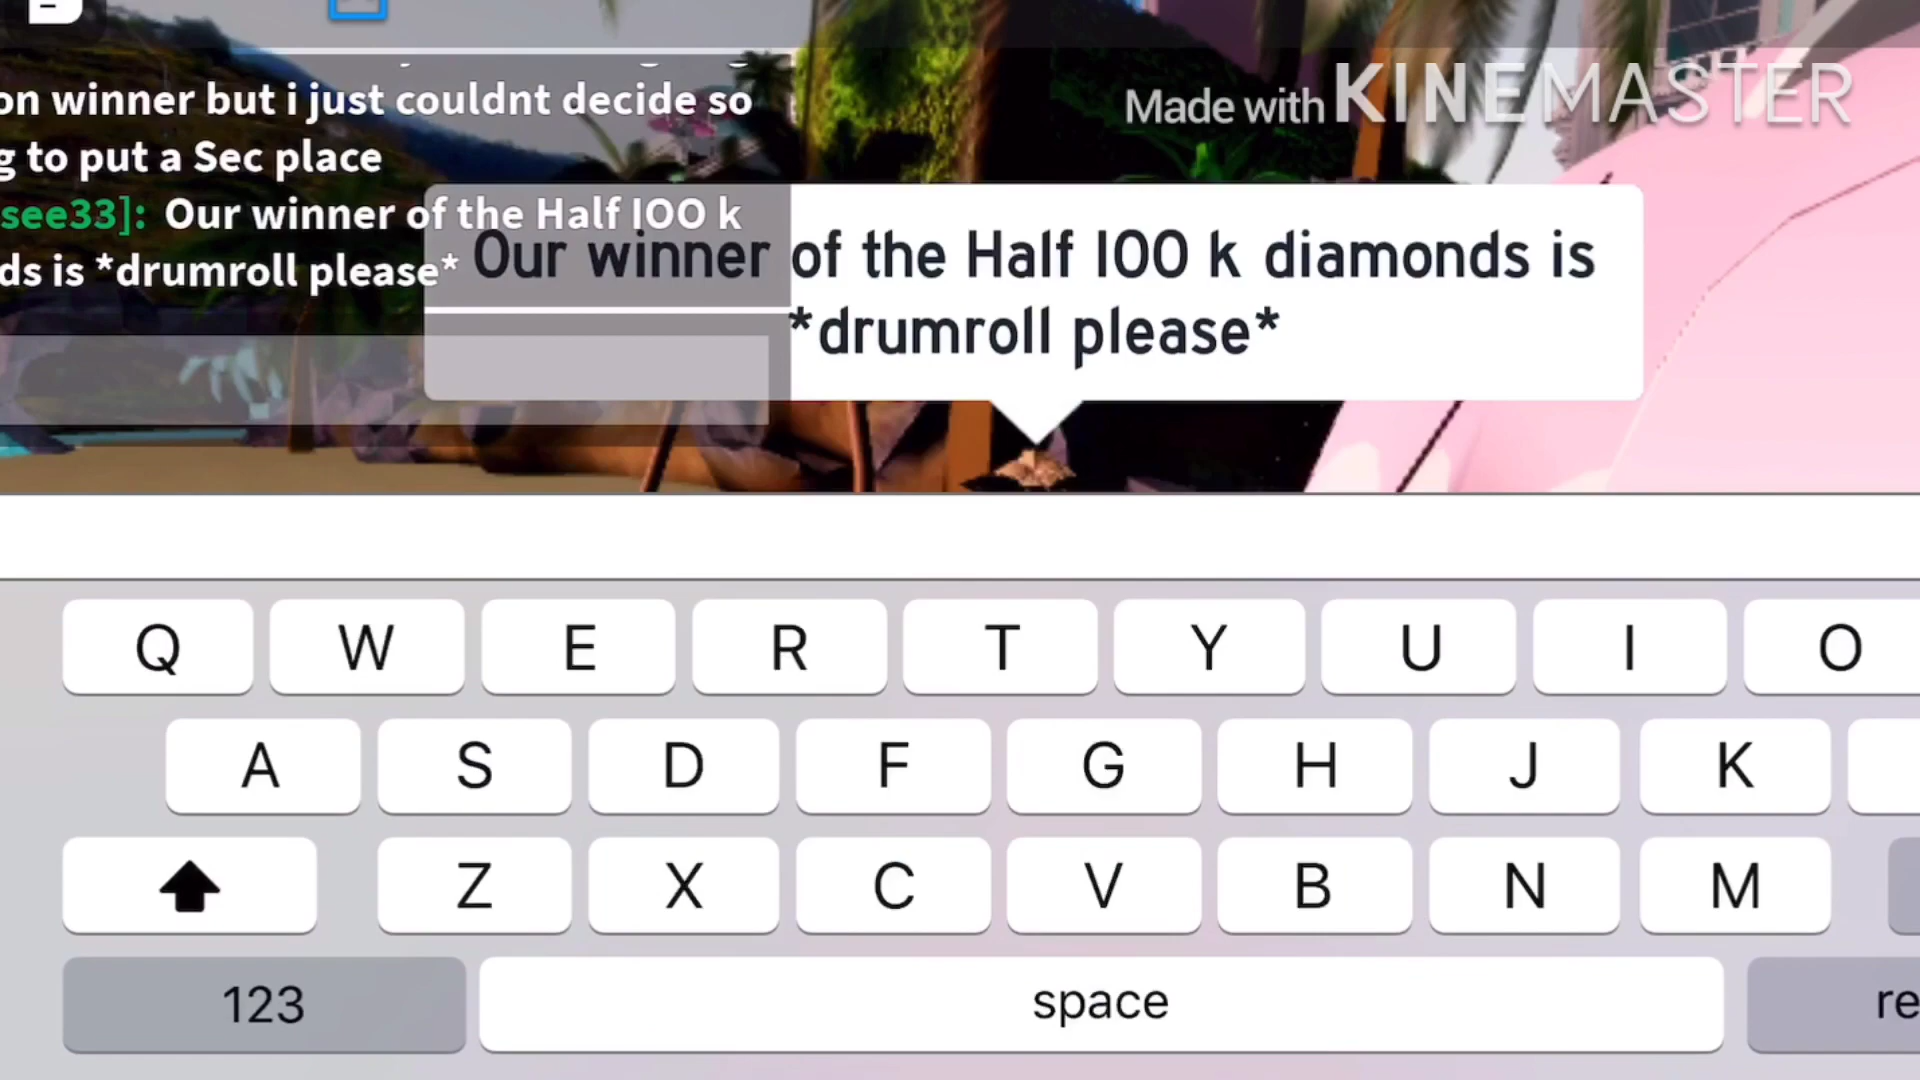 on winner but i just couldnt decide so
g to put a Sec place
see33]: Our winner of the Half 100 k
ds is *drumroll please*
Made with KINEMASTER
Our winner of the Half 100 k diamonds is
*drumroll please*
Q W E R T Y U I O
A S D F G H J K
Z X C V B N M
123 space re